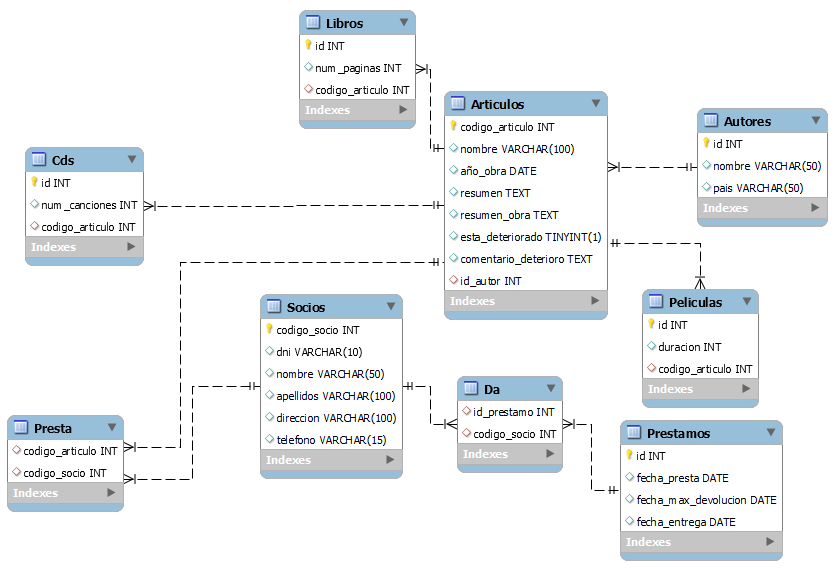 Libros
id INT
num_paginas INT
codigo_articulo INT
Indexes
Articulos
codigo_articulo INT
nombre VARCHAR(100)
año_obra DATE
resumen TEXT
resumen_obra TEXT
esta_deteriorado TINYINT(1)
comentario_deterioro TEXT
id_autor INT
Indexes
Autores
id INT
nombre VARCHAR(50)
pais VARCHAR(50)
Indexes
Cds
id INT
num_canciones INT
codigo_articulo INT
Indexes
Socios
codigo_socio INT
dni VARCHAR(10)
nombre VARCHAR(50)
apellidos VARCHAR(100)
direccion VARCHAR(100)
telefono VARCHAR(15)
Indexes
Peliculas
id INT
duracion INT
codigo_articulo INT
Indexes
Da
id_prestamo INT
codigo_socio INT
Indexes
Presta
codigo_articulo INT
codigo_socio INT
Indexes
Prestamos
id INT
fecha_presta DATE
fecha_max_devolucion DATE
fecha_entrega DATE
Indexes